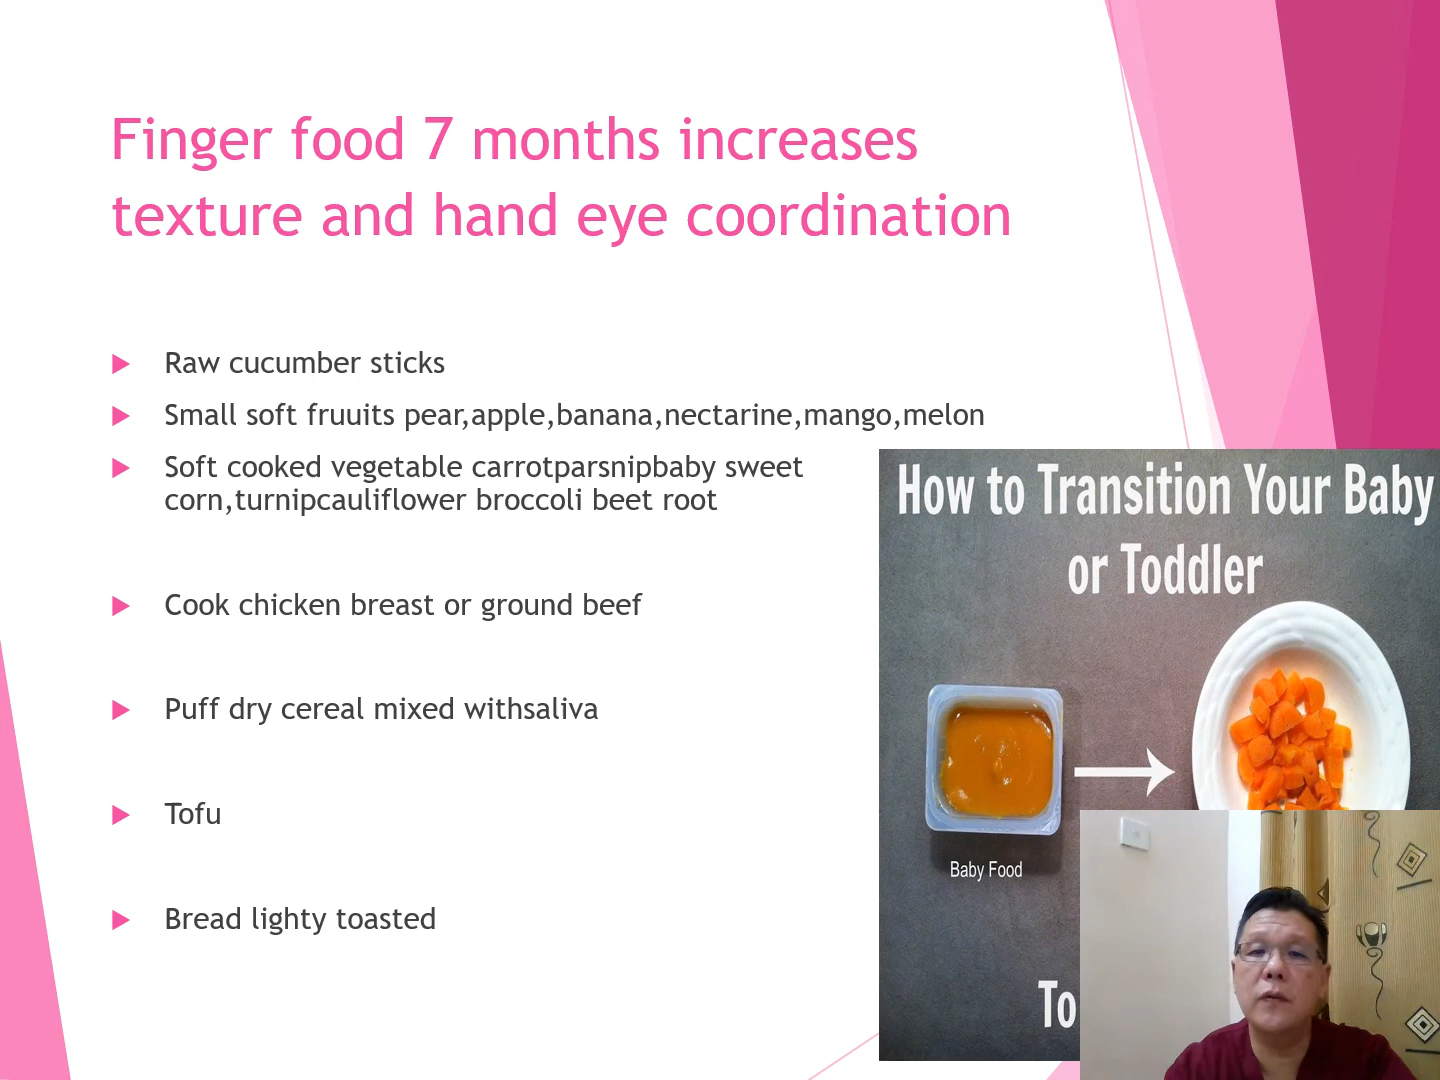 Finger food 7 months increases
texture and hand eye coordination
Raw cucumber sticks
Small soft fruuits pear,apple,banana,nectarine,mango,melon
Soft cooked vegetable carrotparsnipbaby sweet
corn,turnipcauliflower broccoli beet root
Cook chicken breast or ground beef
Puff dry cereal mixed withsaliva
Tofu
Bread lighty toasted
How to Transition Your Baby
or Toddler
Baby Food
To